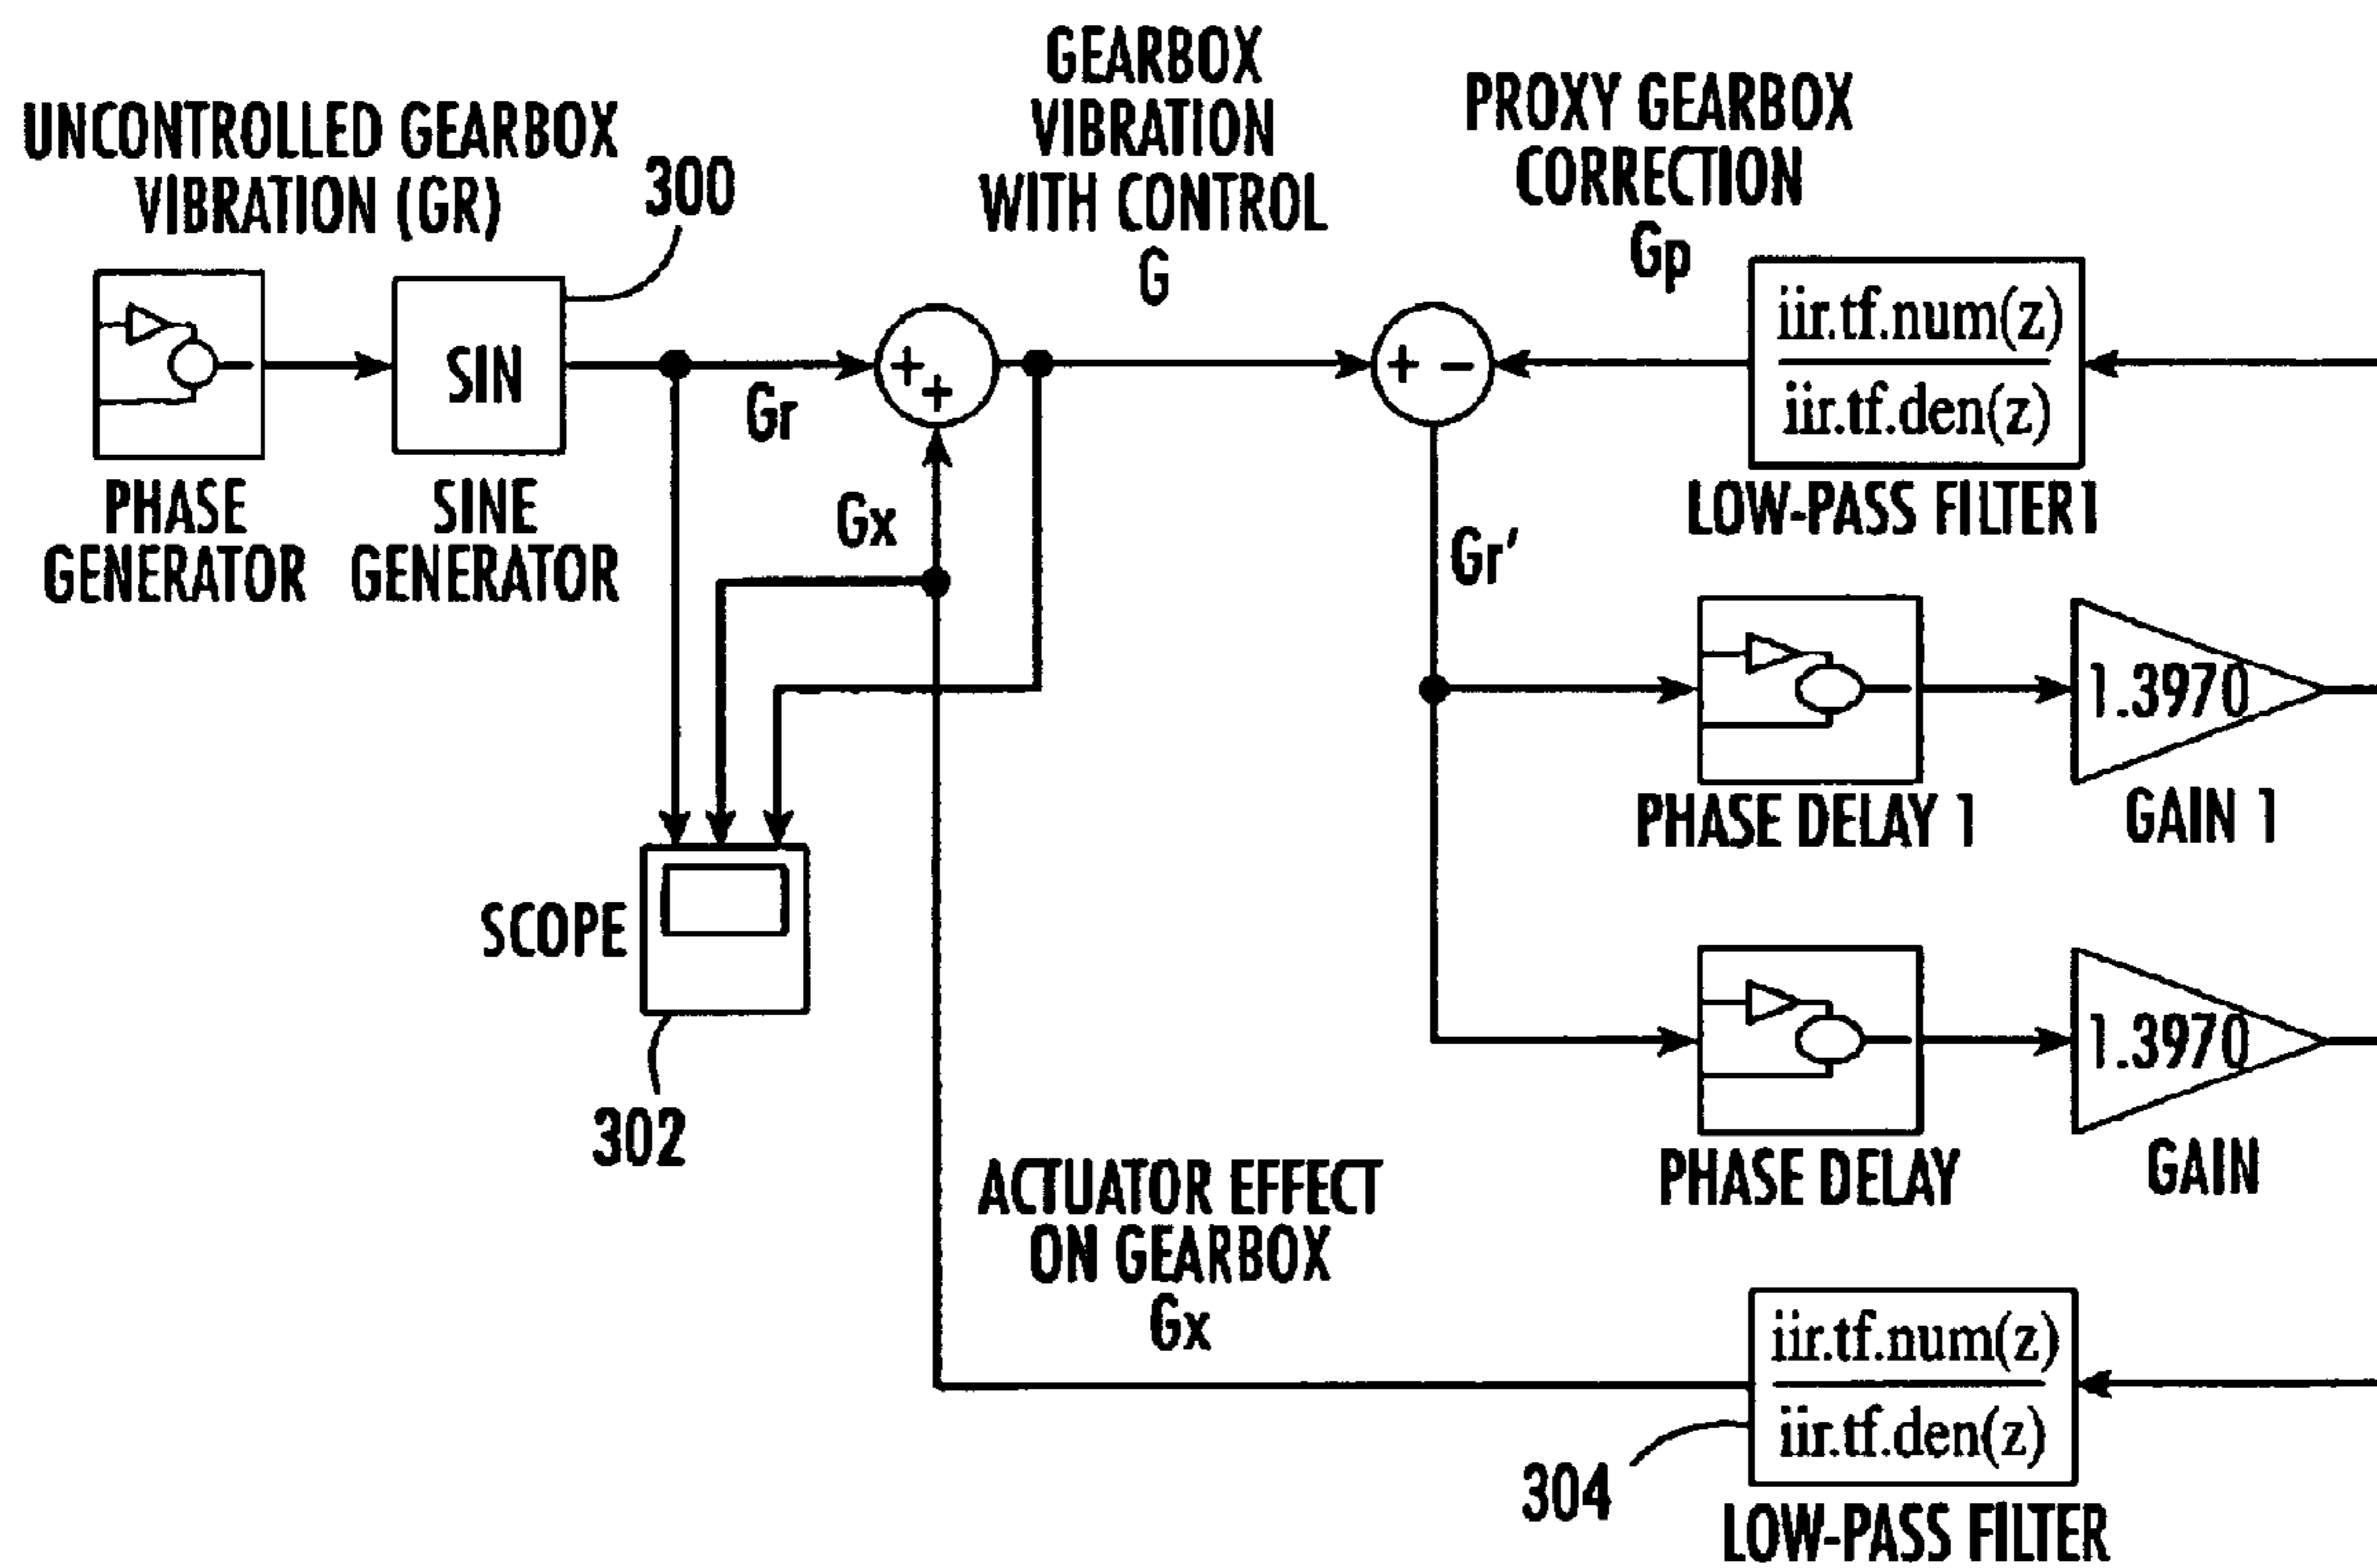 UNCONTROLLED GEARBOX
VIBRATION (GR)
300
GEARBOX
VIBRATION
WITH CONTROL
G
PROXY GEARBOX
CORRECTION
Gp
SIN
PHASE
GENERATOR
SINE
GENERATOR
Gr
+
+
+ −
iir.tf.num(z)
iir.tf.den(z)
LOW-PASS FILTER1
Gx
Gr'
PHASE DELAY 1
1.3970
GAIN 1
SCOPE
302
PHASE DELAY
1.3970
GAIN
ACTUATOR EFFECT
ON GEARBOX
Gx
iir.tf.num(z)
iir.tf.den(z)
304
LOW-PASS FILTER